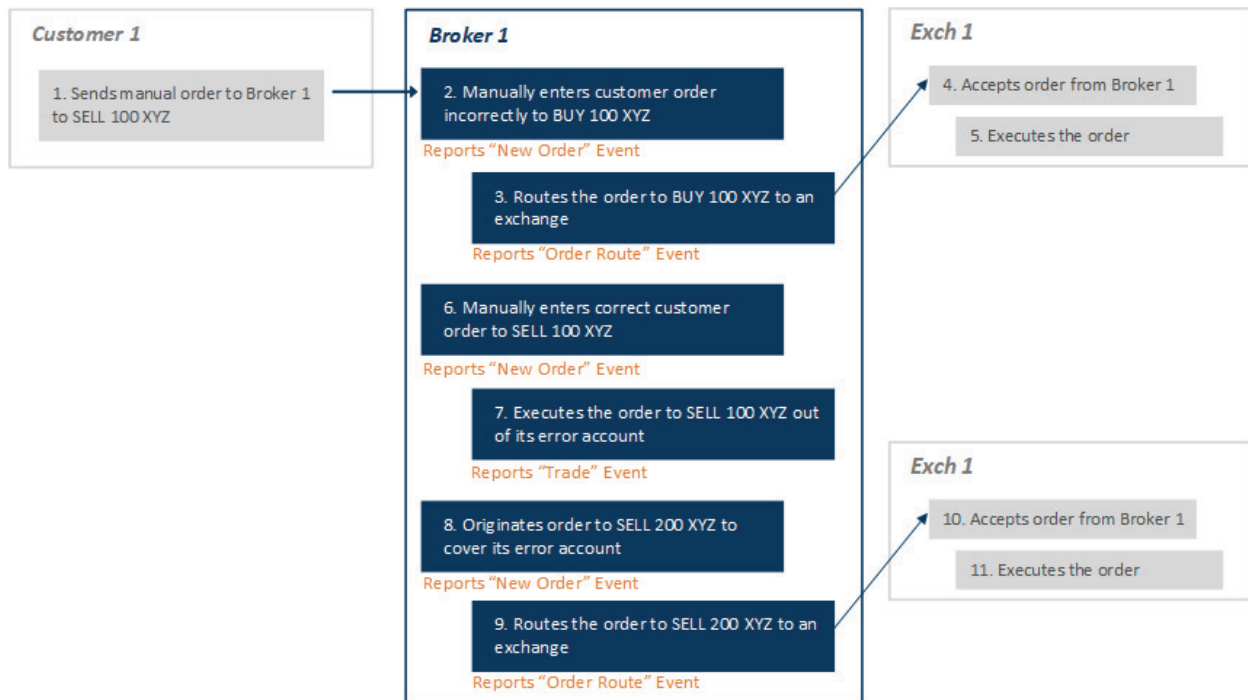 Customer 1
1. Sends manual order to Broker 1
to SELL 100 XYZ
Broker 1
2. Manually enters customer order
incorrectly to BUY 100 XYZ
Reports “New Order” Event
3. Routes the order to BUY 100 XYZ to an
exchange
Reports “Order Route” Event
Exch 1
4. Accepts order from Broker 1
5. Executes the order
6. Manually enters correct customer
order to SELL 100 XYZ
Reports “New Order” Event
7. Executes the order to SELL 100 XYZ out
of its error account
Reports “Trade” Event
8. Originates order to SELL 200 XYZ to
cover its error account
Reports “New Order” Event
9. Routes the order to SELL 200 XYZ to an
exchange
Reports “Order Route” Event
Exch 1
10. Accepts order from Broker 1
11. Executes the order